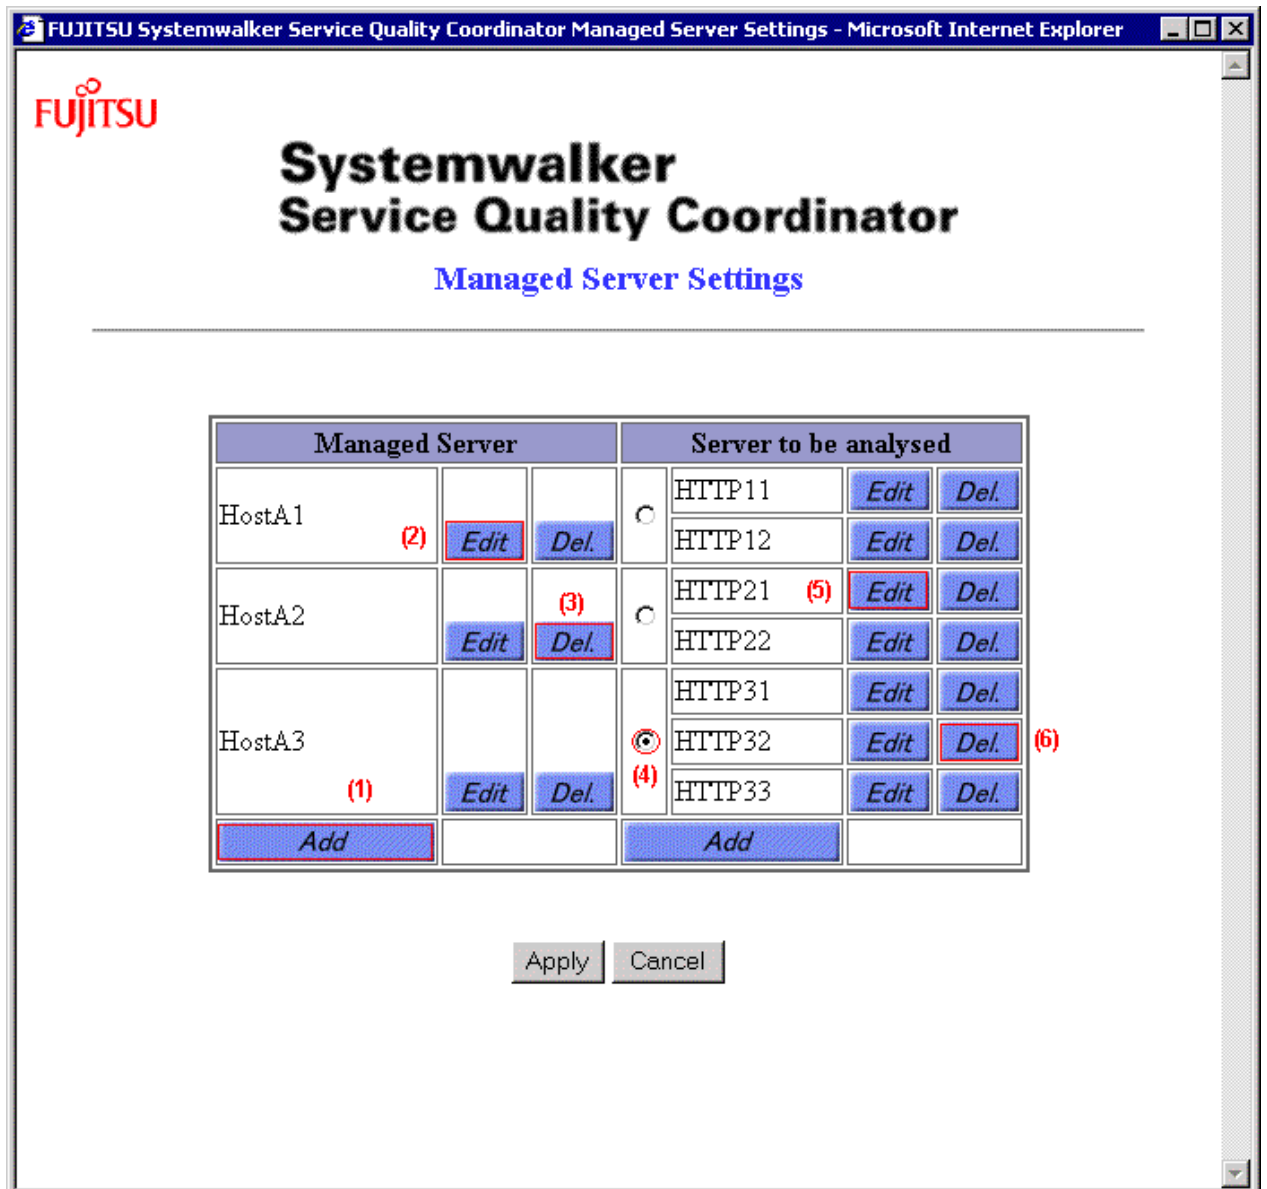 FUJITSU Systemwalker Service Quality Coordinator Managed Server Settings - Microsoft Internet Explorer
FUJITSU
Systemwalker
Service Quality Coordinator
Managed Server Settings
Managed Server Server to be analysed
HTTP11 Edit Del.
HostA1 (2) Edit Del.
HTTP12 Edit Del.
HTTP21 (5) Edit Del.
HostA2 (3) Edit Del.
HTTP22 Edit Del.
HTTP31 Edit Del.
HostA3 HTTP32 Edit Del. (6)
(1) Edit Del. (4) HTTP33 Edit Del.
Add Add
Apply Cancel